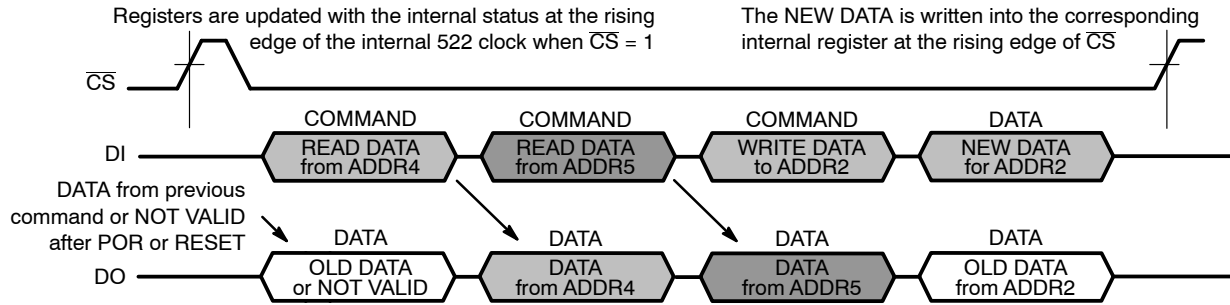 Registers are updated with the internal status at the rising
edge of the internal 522 clock when CS = 1
The NEW DATA is written into the corresponding
internal register at the rising edge of CS
CS
COMMAND
COMMAND
COMMAND
DATA
DI
READ DATA
from ADDR4
READ DATA
from ADDR5
WRITE DATA
to ADDR2
NEW DATA
for ADDR2
DATA from previous
command or NOT VALID
after POR or RESET
DATA
DATA
DATA
DATA
DO
OLD DATA
or NOT VALID
DATA
from ADDR4
DATA
from ADDR5
OLD DATA
from ADDR2